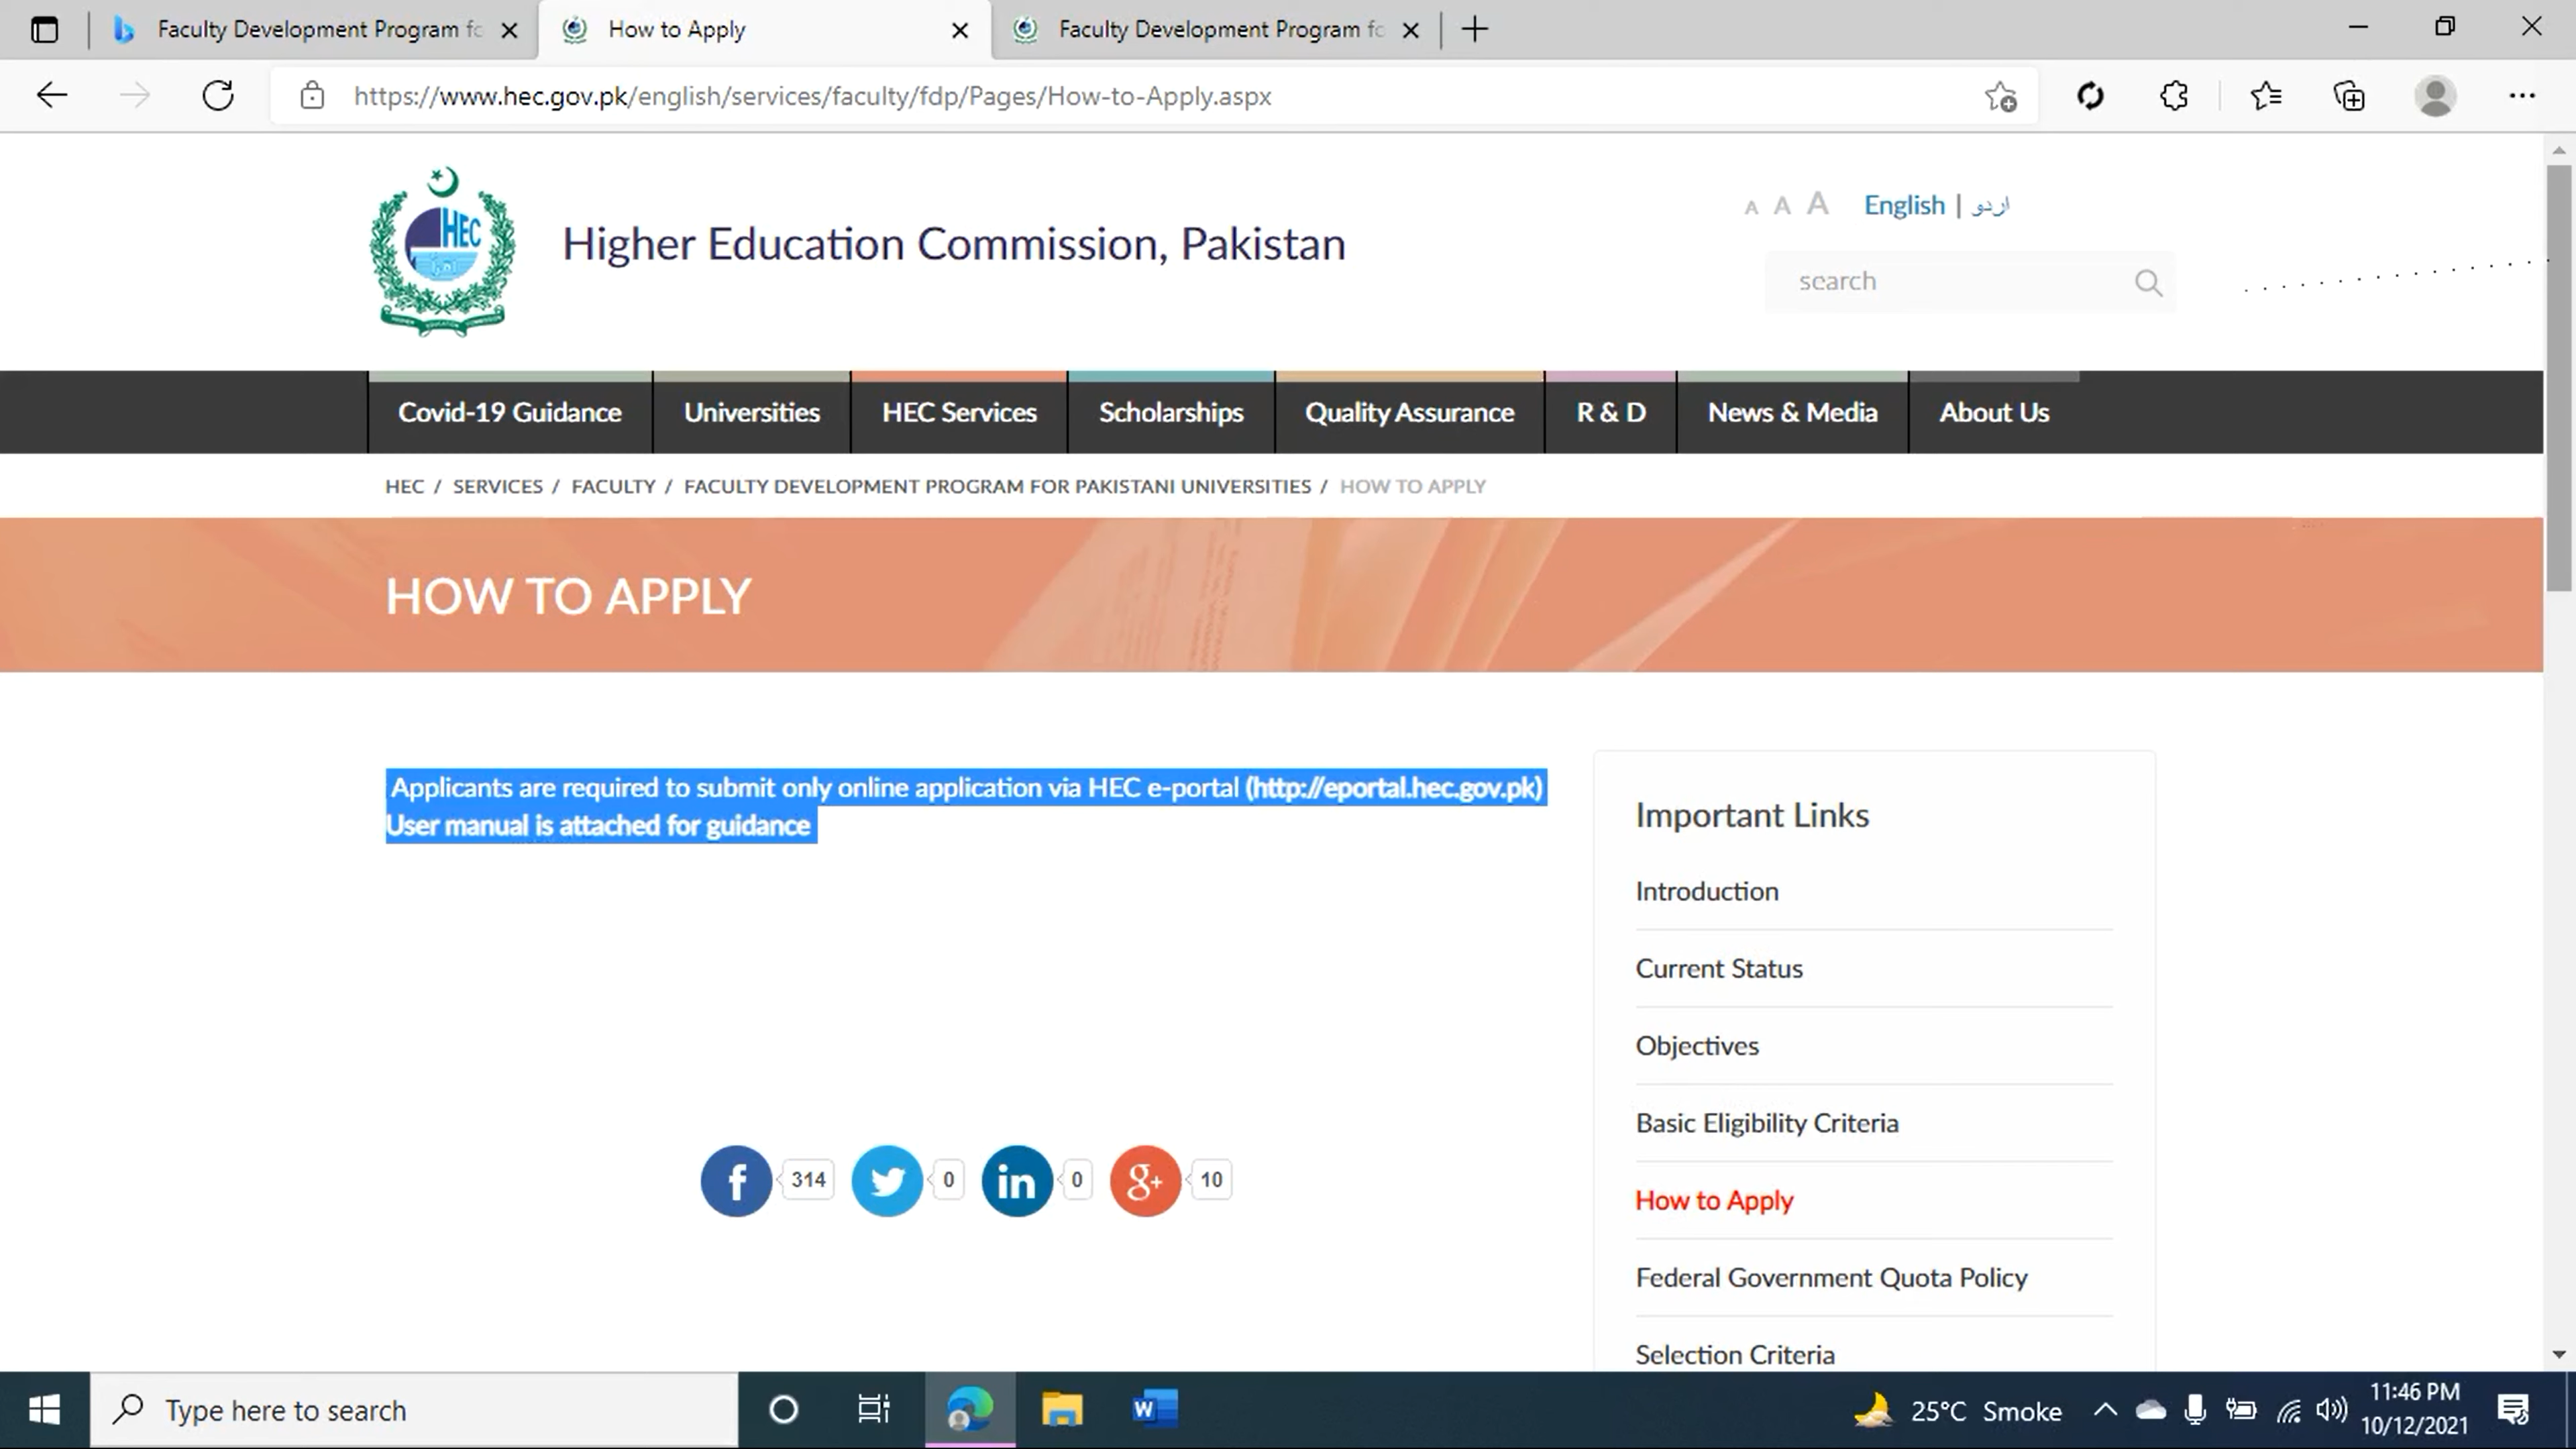 Faculty Development Program fo
How to Apply
Faculty Development Program fo
https://www.hec.gov.pk/english/services/faculty/fdp/Pages/How-to-Apply.aspx
HEC
Higher Education Commission, Pakistan
A A A English | اردو
search
Covid-19 Guidance Universities HEC Services Scholarships Quality Assurance R & D News & Media About Us
HEC / SERVICES / FACULTY / FACULTY DEVELOPMENT PROGRAM FOR PAKISTANI UNIVERSITIES / HOW TO APPLY
HOW TO APPLY
Applicants are required to submit only online application via HEC e-portal (http://eportal.hec.gov.pk)
User manual is attached for guidance
Important Links
Introduction
Current Status
Objectives
Basic Eligibility Criteria
How to Apply
Federal Government Quota Policy
Selection Criteria
314 0 0 10
Type here to search
25°C Smoke
11:46 PM
10/12/2021